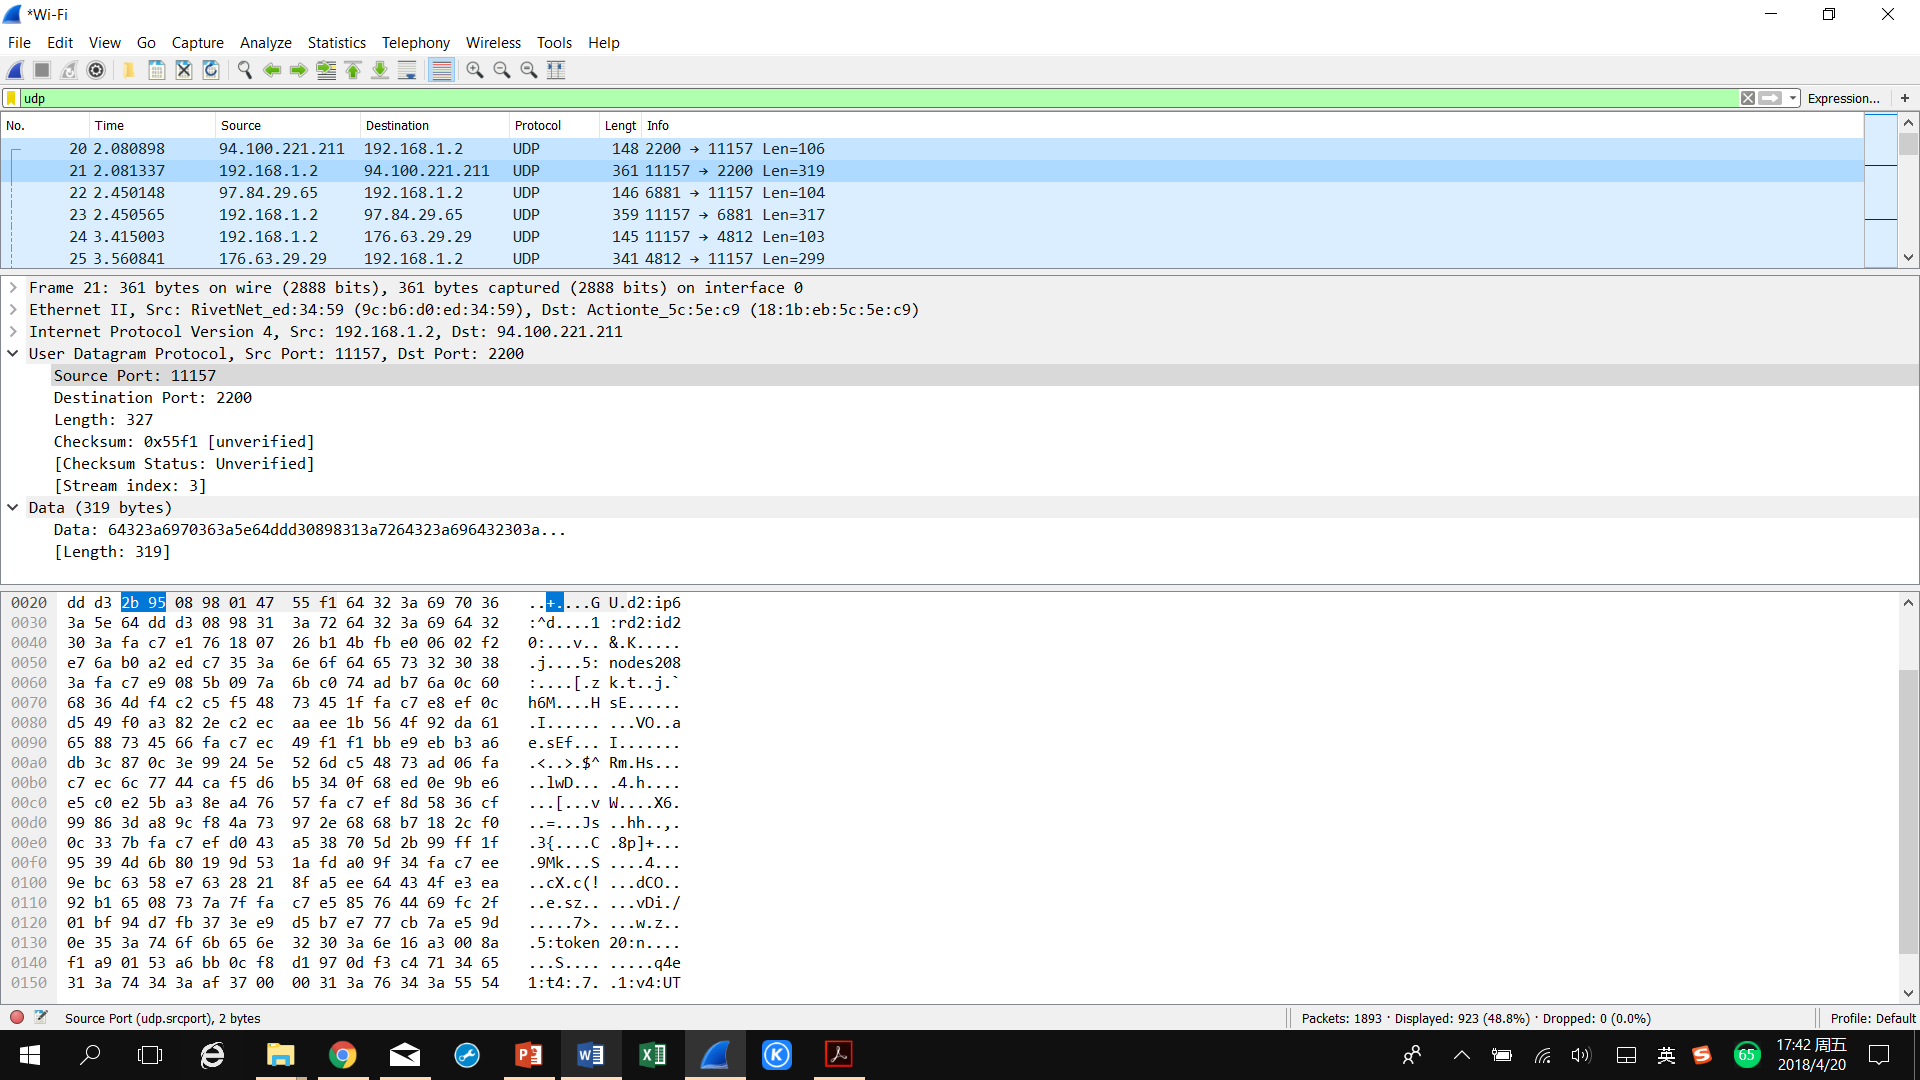 *Wi-Fi
File Edit View Go Capture Analyze Statistics Telephony Wireless Tools Help
udp Expression... +
No. Time Source Destination Protocol Lengt Info
20 2.080898 94.100.221.211 192.168.1.2 UDP 148 2200 → 11157 Len=106
21 2.081337 192.168.1.2 94.100.221.211 UDP 361 11157 → 2200 Len=319
22 2.450148 97.84.29.65 192.168.1.2 UDP 146 6881 → 11157 Len=104
23 2.450565 192.168.1.2 97.84.29.65 UDP 359 11157 → 6881 Len=317
24 3.415003 192.168.1.2 176.63.29.29 UDP 145 11157 → 4812 Len=103
25 3.560841 176.63.29.29 192.168.1.2 UDP 341 4812 → 11157 Len=299
Frame 21: 361 bytes on wire (2888 bits), 361 bytes captured (2888 bits) on interface 0
Ethernet II, Src: RivetNet_ed:34:59 (9c:b6:d0:ed:34:59), Dst: Actionte_5c:5e:c9 (18:1b:eb:5c:5e:c9)
Internet Protocol Version 4, Src: 192.168.1.2, Dst: 94.100.221.211
User Datagram Protocol, Src Port: 11157, Dst Port: 2200
Source Port: 11157
Destination Port: 2200
Length: 327
Checksum: 0x55f1 [unverified]
[Checksum Status: Unverified]
[Stream index: 3]
Data (319 bytes)
Data: 64323a6970363a5e64ddd30898313a7264323a696432303a...
[Length: 319]
0020 dd d3 2b 95 08 98 01 47 55 f1 64 32 3a 69 70 36 ..+....G U.d2:ip6
0030 3a 5e 64 dd d3 08 98 31 3a 72 64 32 3a 69 64 32 :^d....1 :rd2:id2
0040 30 3a fa c7 e1 76 18 07 26 b1 4b fb e0 06 02 f2 0:...v.. &.K.....
0050 e7 6a b0 a2 ed c7 35 3a 6e 6f 64 65 73 32 30 38 .j....5: nodes208
0060 3a fa c7 e9 08 5b 09 7a 6b c0 74 ad b7 6a 0c 60 :....[.z k.t..j.`
0070 68 36 4d f4 c2 c5 f5 48 73 45 1f fa c7 e8 ef 0c h6M....H sE......
0080 d5 49 f0 a3 82 2e c2 ec aa ee 1b 56 4f 92 da 61 .I...... ...VO..a
0090 65 88 73 45 66 fa c7 ec 49 f1 f1 bb e9 eb b3 a6 e.sEf... I.......
00a0 db 3c 87 0c 3e 99 24 5e 52 6d c5 48 73 ad 06 fa .<..>.$^ Rm.Hs...
00b0 c7 ec 6c 77 44 ca f5 d6 b5 34 0f 68 ed 0e 9b e6 ..lwD... .4.h....
00c0 e5 c0 e2 5b a3 8e a4 76 57 fa c7 ef 8d 58 36 cf ...[...v W....X6.
00d0 99 86 3d a8 9c f8 4a 73 97 2e 68 68 b7 18 2c f0 ..=...Js ..hh..,.
00e0 0c 33 7b fa c7 ef d0 43 a5 38 70 5d 2b 99 ff 1f .3{....C .8p]+...
00f0 95 39 4d 6b 80 19 9d 53 1a fd a0 9f 34 fa c7 ee .9Mk...S ....4...
0100 9e bc 63 58 e7 63 28 21 8f a5 ee 64 43 4f e3 ea ..cX.c(! ...dCO..
0110 92 b1 65 08 73 7a 7f fa c7 e5 85 76 44 69 fc 2f ..e.sz.. ...vDi./
0120 01 bf 94 d7 fb 37 3e e9 d5 b7 e7 77 cb 7a e5 9d .....7>. ...w.z..
0130 0e 35 3a 74 6f 6b 65 6e 32 30 3a 6e 16 a3 00 8a .5:token 20:n....
0140 f1 a9 01 53 a6 bb 0c f8 d1 97 0d f3 c4 71 34 65 ...S.... .....q4e
0150 31 3a 74 34 3a af 37 00 00 31 3a 76 34 3a 55 54 1:t4:.7. .1:v4:UT
Source Port (udp.srcport), 2 bytes Packets: 1893 · Displayed: 923 (48.8%) · Dropped: 0 (0.0%) Profile: Default
英 65 17:42 周五
2018/4/20